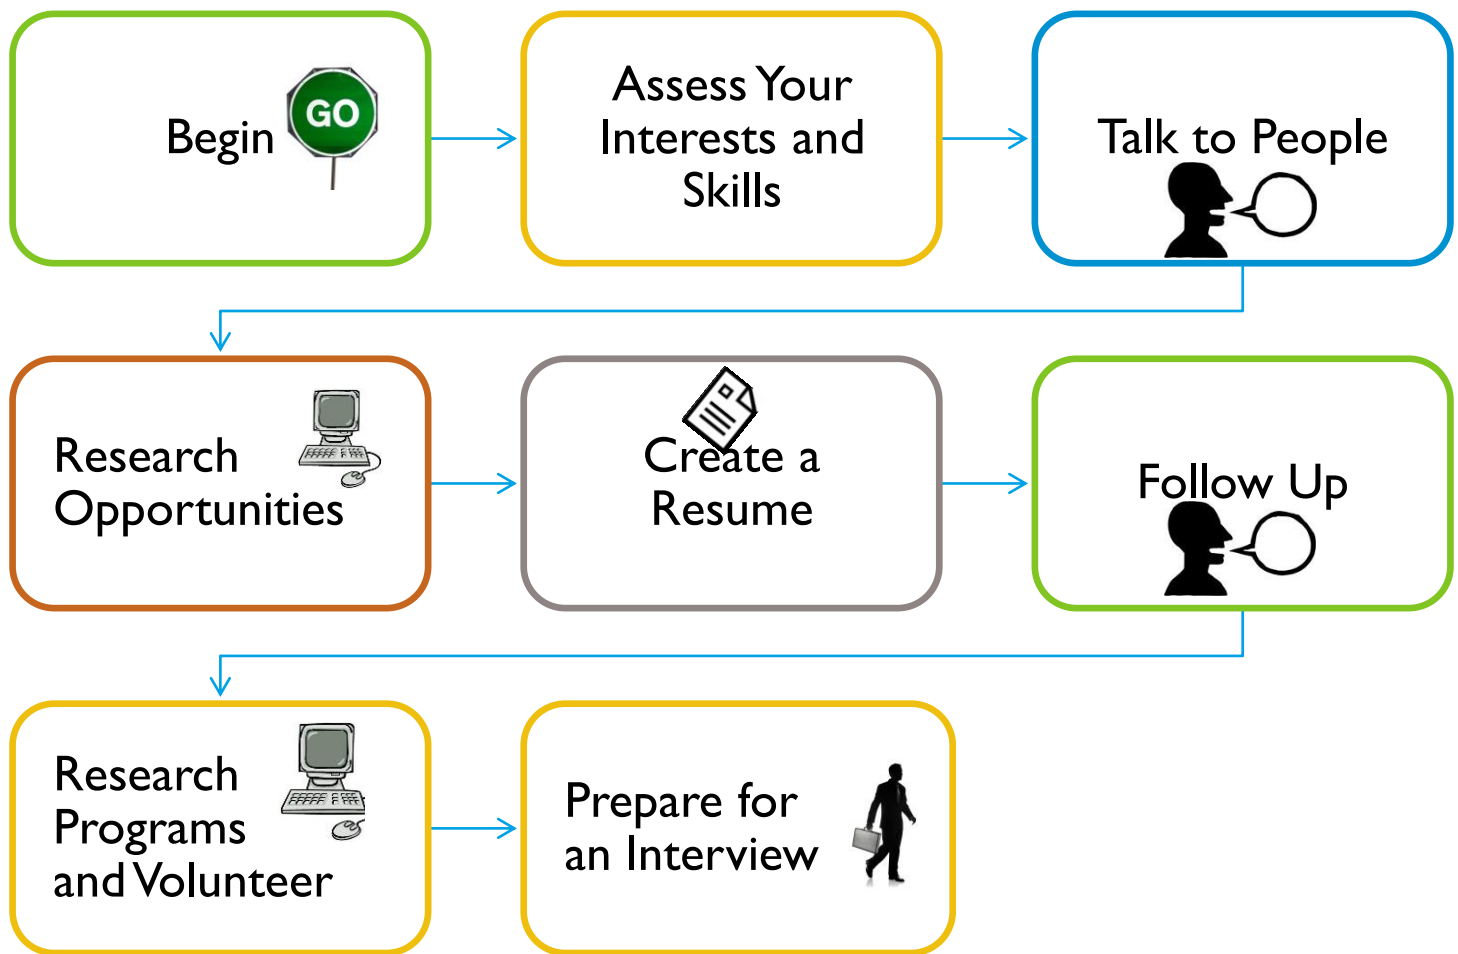 Begin
GO
Assess Your
Interests and
Skills
Talk to People
Research
Opportunities
Create a
Resume
Follow Up
Research
Programs
and Volunteer
Prepare for
an Interview